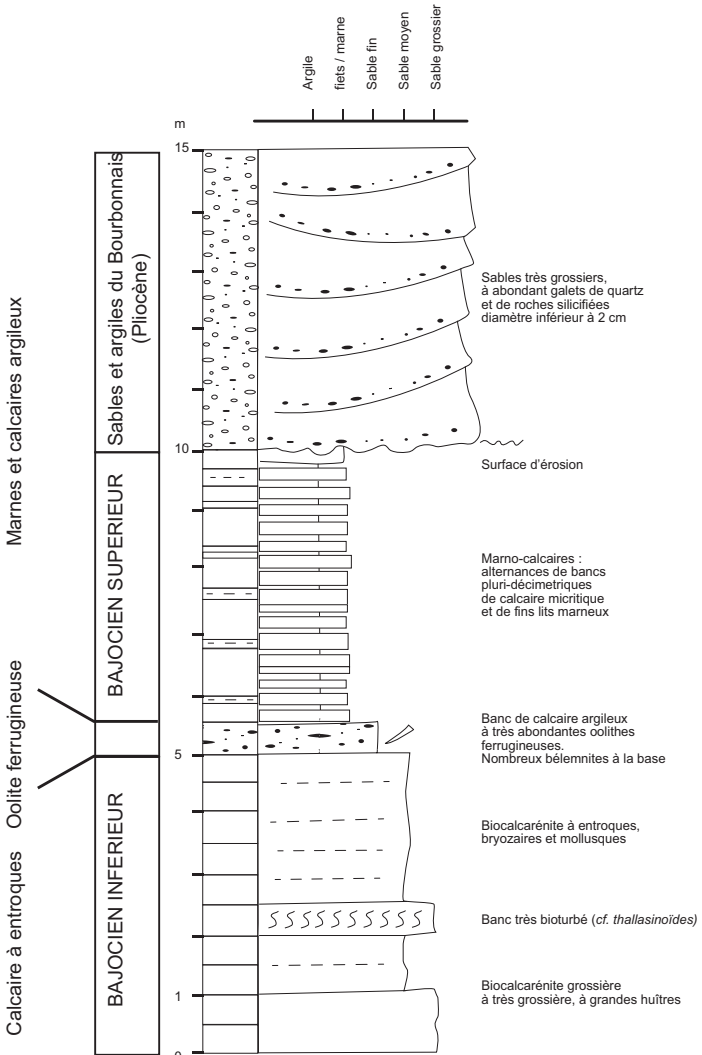 Argile
fiets / marne
Sable fin
Sable moyen
Sable grossier
m
15
10
5
1
0
Marnes et calcaires argileux
Oolite ferrugineuse
Calcaire à entroques
Sables et argiles du Bourbonnais
(Pliocène)
BAJOCIEN SUPERIEUR
BAJOCIEN INFERIEUR
Sables très grossiers,
à abondant galets de quartz
et de roches silicifiées
diamètre inférieur à 2 cm
Surface d'érosion
Marno-calcaires :
alternances de bancs
pluri-décimetriques
de calcaire micritique
et de fins lits marneux
Banc de calcaire argileux
à très abondantes oolithes
ferrugineuses.
Nombreux bélemnites à la base
Biocalcarénite à entroques,
bryozaires et mollusques
Banc très bioturbé (cf. thallasinoïdes)
Biocalcarénite grossière
à très grossière, à grandes huîtres